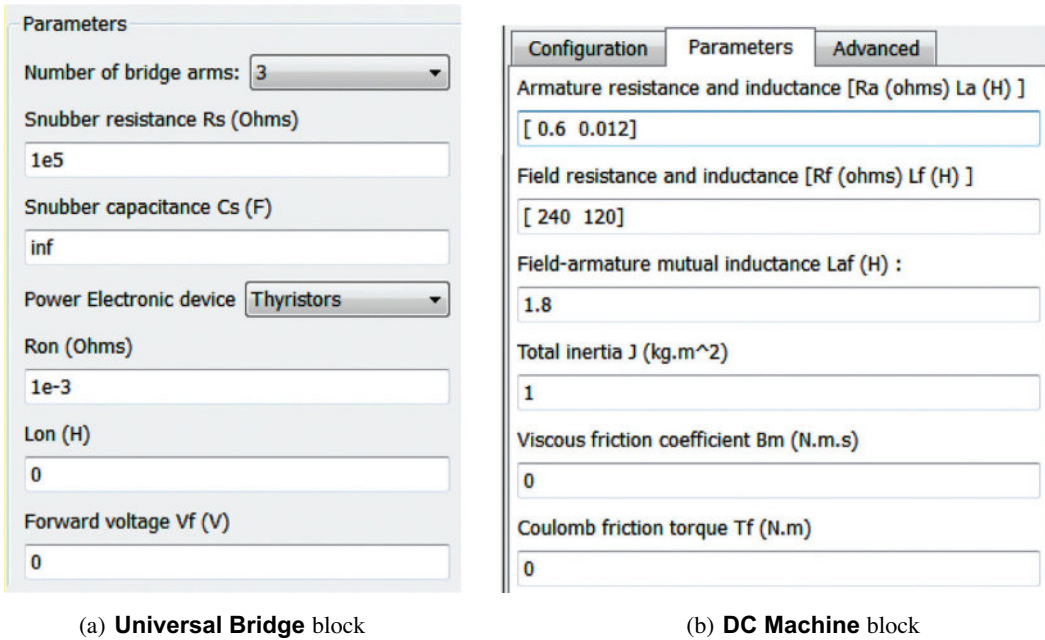 Parameters
Number of bridge arms: 3
Snubber resistance Rs (Ohms)
1e5
Snubber capacitance Cs (F)
inf
Power Electronic device Thyristors
Ron (Ohms)
1e-3
Lon (H)
0
Forward voltage Vf (V)
0
(a) Universal Bridge block
Configuration Parameters Advanced
Armature resistance and inductance [Ra (ohms) La (H) ]
[ 0.6 0.012]
Field resistance and inductance [Rf (ohms) Lf (H) ]
[ 240 120]
Field-armature mutual inductance Laf (H) :
1.8
Total inertia J (kg.m^2)
1
Viscous friction coefficient Bm (N.m.s)
0
Coulomb friction torque Tf (N.m)
0
(b) DC Machine block